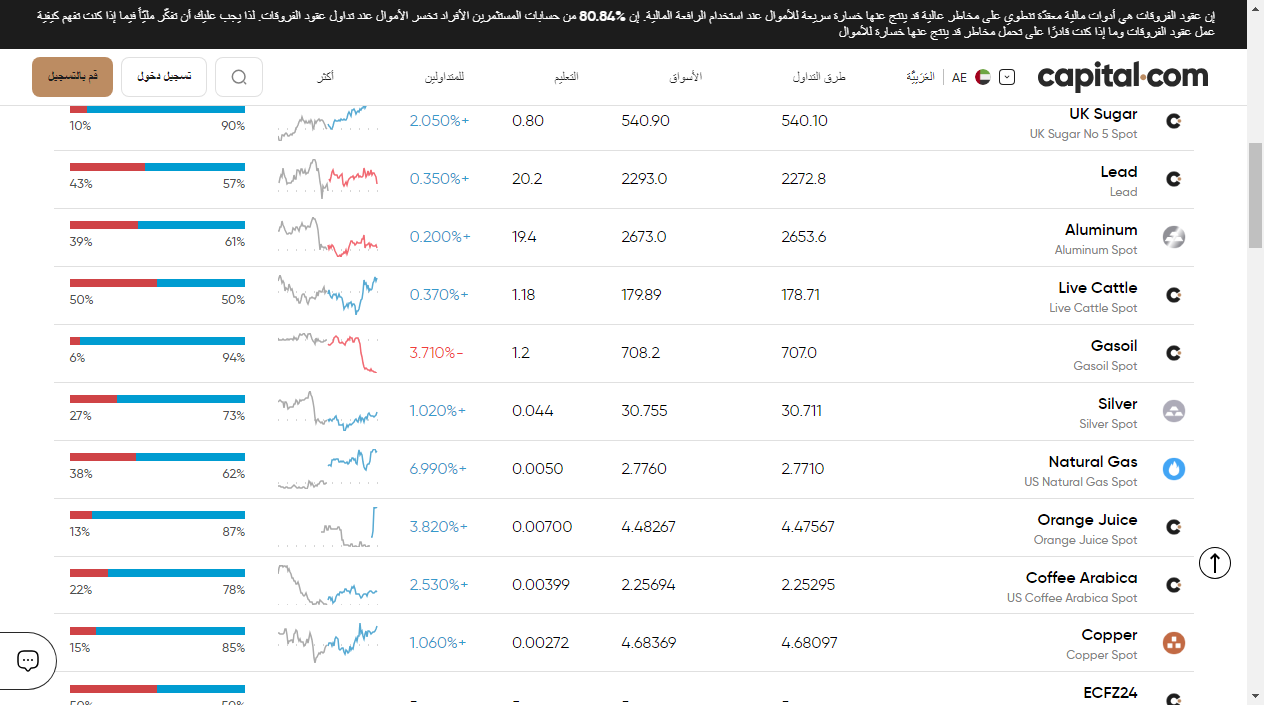 إن عقود الفروقات هي أدوات مالية معقدّة تنطوي على مخاطر عالية قد ينتج عنها خسارة سريعة للأموال عند استخدام الرافعة المالية. إن 80.84% من حسابات المستثمرين الأفراد تخسر الأموال عند تداول عقود الفروقات. لذا يجب عليك أن تفكّر مليًّا فيما إذا كنت تفهم كيفية
عمل عقود الفروقات وما إذا كنت قادرًا على تحمل مخاطر قد ينتج عنها خسارة للأموال
capital.com AE العَرَبِيَّة طرق التداول الأسواق التعليم للمتداولين أكثر تسجيل دخول قم بالتسجيل
UK Sugar
UK Sugar No 5 Spot
540.10 540.90 0.80 2.050%+ 90% 10%
Lead
Lead
2272.8 2293.0 20.2 0.350%+ 57% 43%
Aluminum
Aluminum Spot
2653.6 2673.0 19.4 0.200%+ 61% 39%
Live Cattle
Live Cattle Spot
178.71 179.89 1.18 0.370%+ 50% 50%
Gasoil
Gasoil Spot
707.0 708.2 1.2 3.710%- 94% 6%
Silver
Silver Spot
30.711 30.755 0.044 1.020%+ 73% 27%
Natural Gas
US Natural Gas Spot
2.7710 2.7760 0.0050 6.990%+ 62% 38%
Orange Juice
Orange Juice Spot
4.47567 4.48267 0.00700 3.820%+ 87% 13%
Coffee Arabica
US Coffee Arabica Spot
2.25295 2.25694 0.00399 2.530%+ 78% 22%
Copper
Copper Spot
4.68097 4.68369 0.00272 1.060%+ 85% 15%
ECFZ24
- - - - 50% 50%